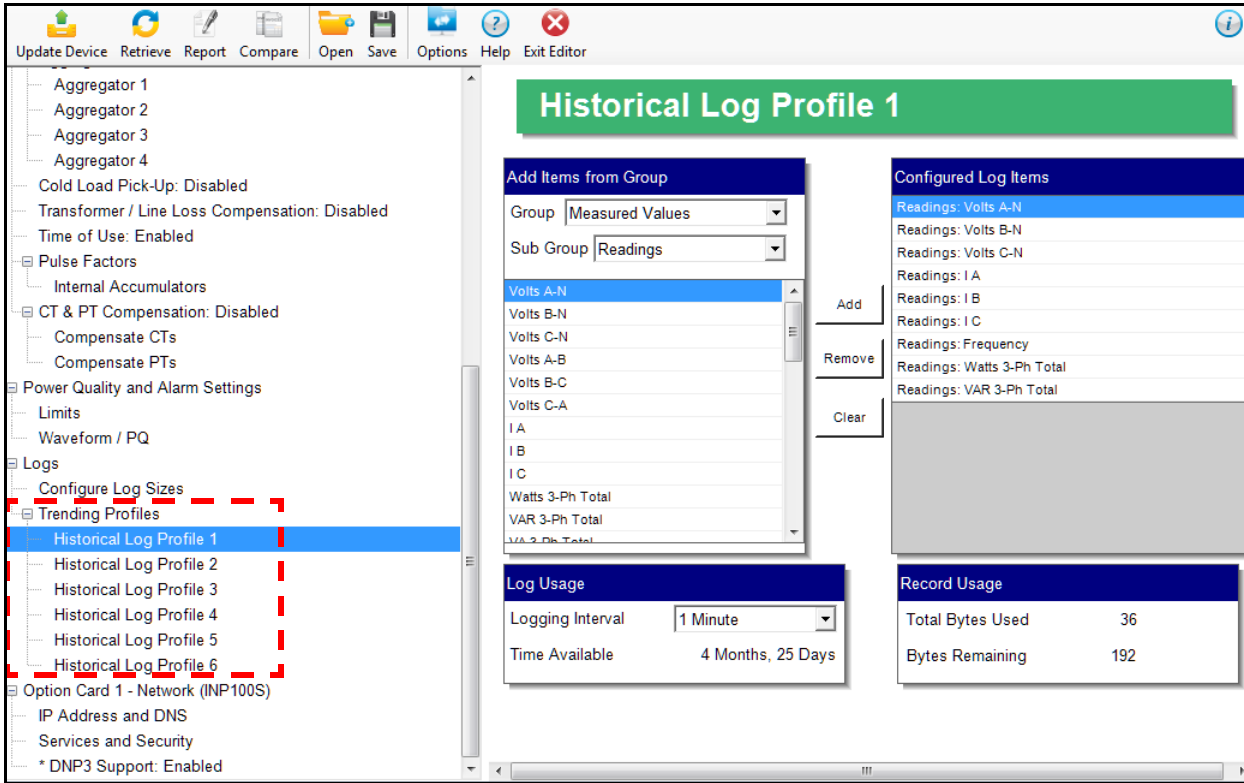 Update Device Retrieve Report Compare Open Save Options Help Exit Editor
Aggregator 1
Aggregator 2
Aggregator 3
Aggregator 4
Cold Load Pick-Up: Disabled
Transformer / Line Loss Compensation: Disabled
Time of Use: Enabled
Pulse Factors
Internal Accumulators
CT & PT Compensation: Disabled
Compensate CTs
Compensate PTs
Power Quality and Alarm Settings
Limits
Waveform / PQ
Logs
Configure Log Sizes
Trending Profiles
Historical Log Profile 1
Historical Log Profile 2
Historical Log Profile 3
Historical Log Profile 4
Historical Log Profile 5
Historical Log Profile 6
Option Card 1 - Network (INP100S)
IP Address and DNS
Services and Security
* DNP3 Support: Enabled
Historical Log Profile 1
Add Items from Group
Group Measured Values
Sub Group Readings
Volts A-N
Volts B-N
Volts C-N
Volts A-B
Volts B-C
Volts C-A
I A
I B
I C
Watts 3-Ph Total
VAR 3-Ph Total
VA 3-Ph Total
Add
Remove
Clear
Configured Log Items
Readings: Volts A-N
Readings: Volts B-N
Readings: Volts C-N
Readings: I A
Readings: I B
Readings: I C
Readings: Frequency
Readings: Watts 3-Ph Total
Readings: VAR 3-Ph Total
Log Usage
Logging Interval 1 Minute
Time Available 4 Months, 25 Days
Record Usage
Total Bytes Used 36
Bytes Remaining 192